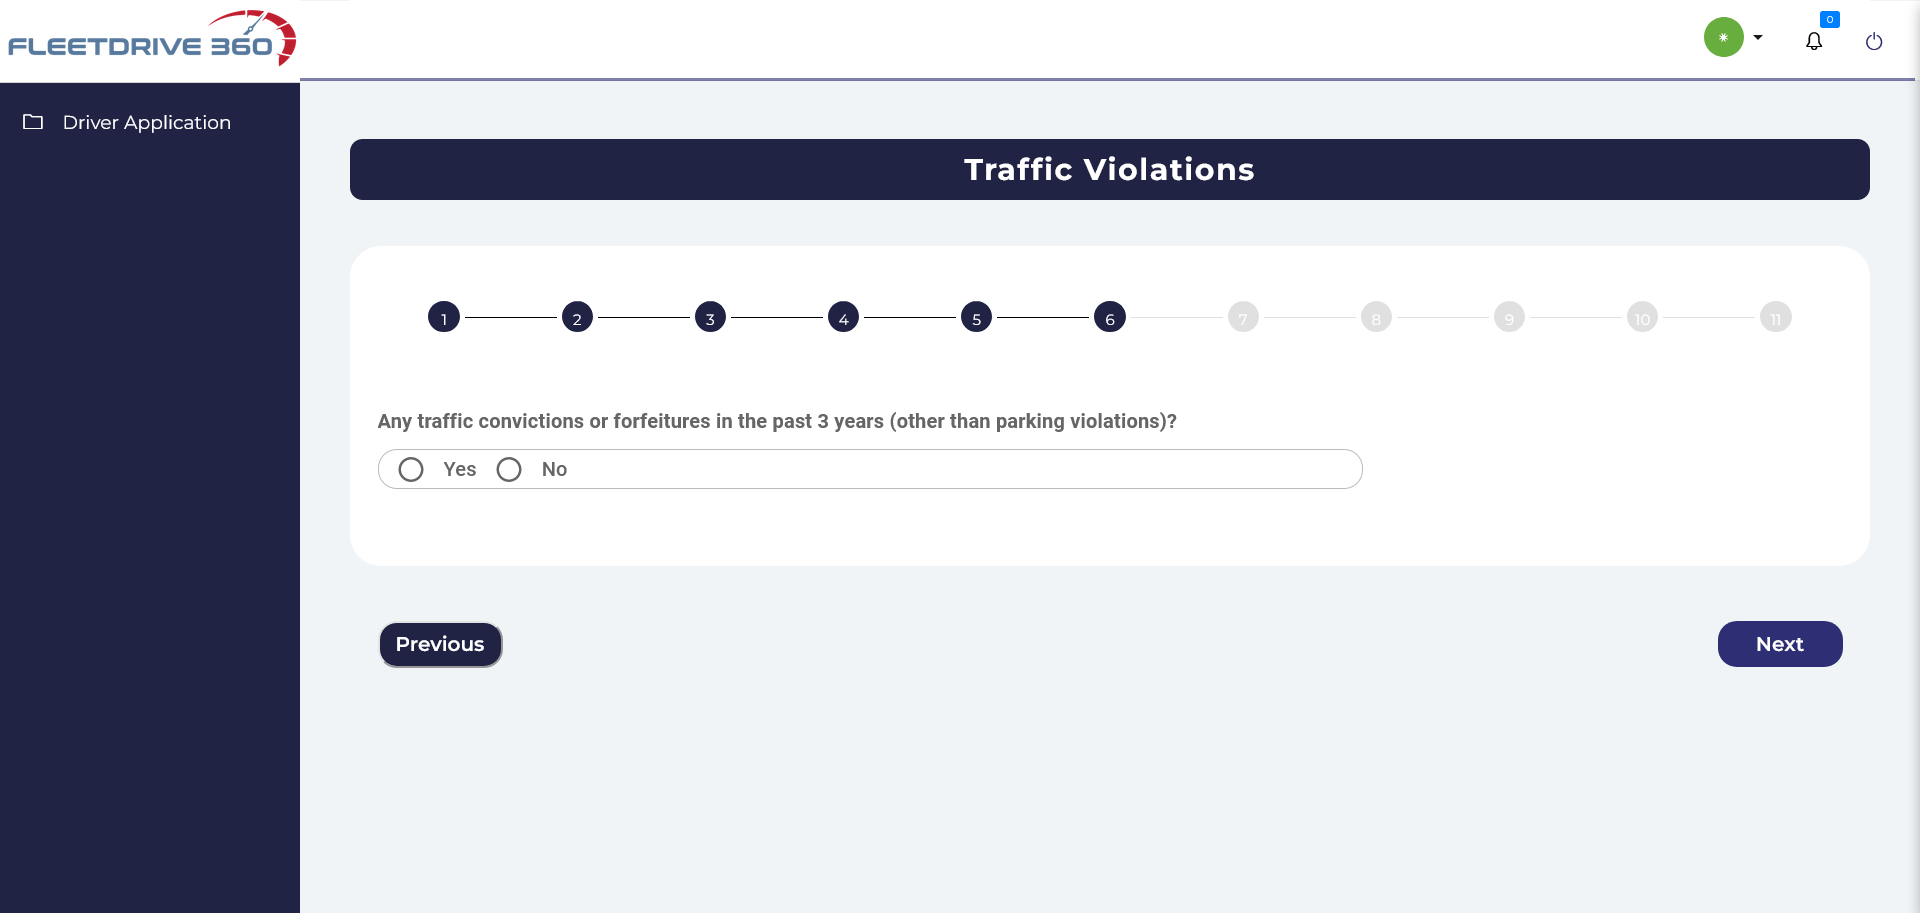 FLEETDRIVE 360
0
Driver Application
Traffic Violations
1 2 3 4 5 6 7 8 9 10 11
Any traffic convictions or forfeitures in the past 3 years (other than parking violations)?
Yes No
Previous Next